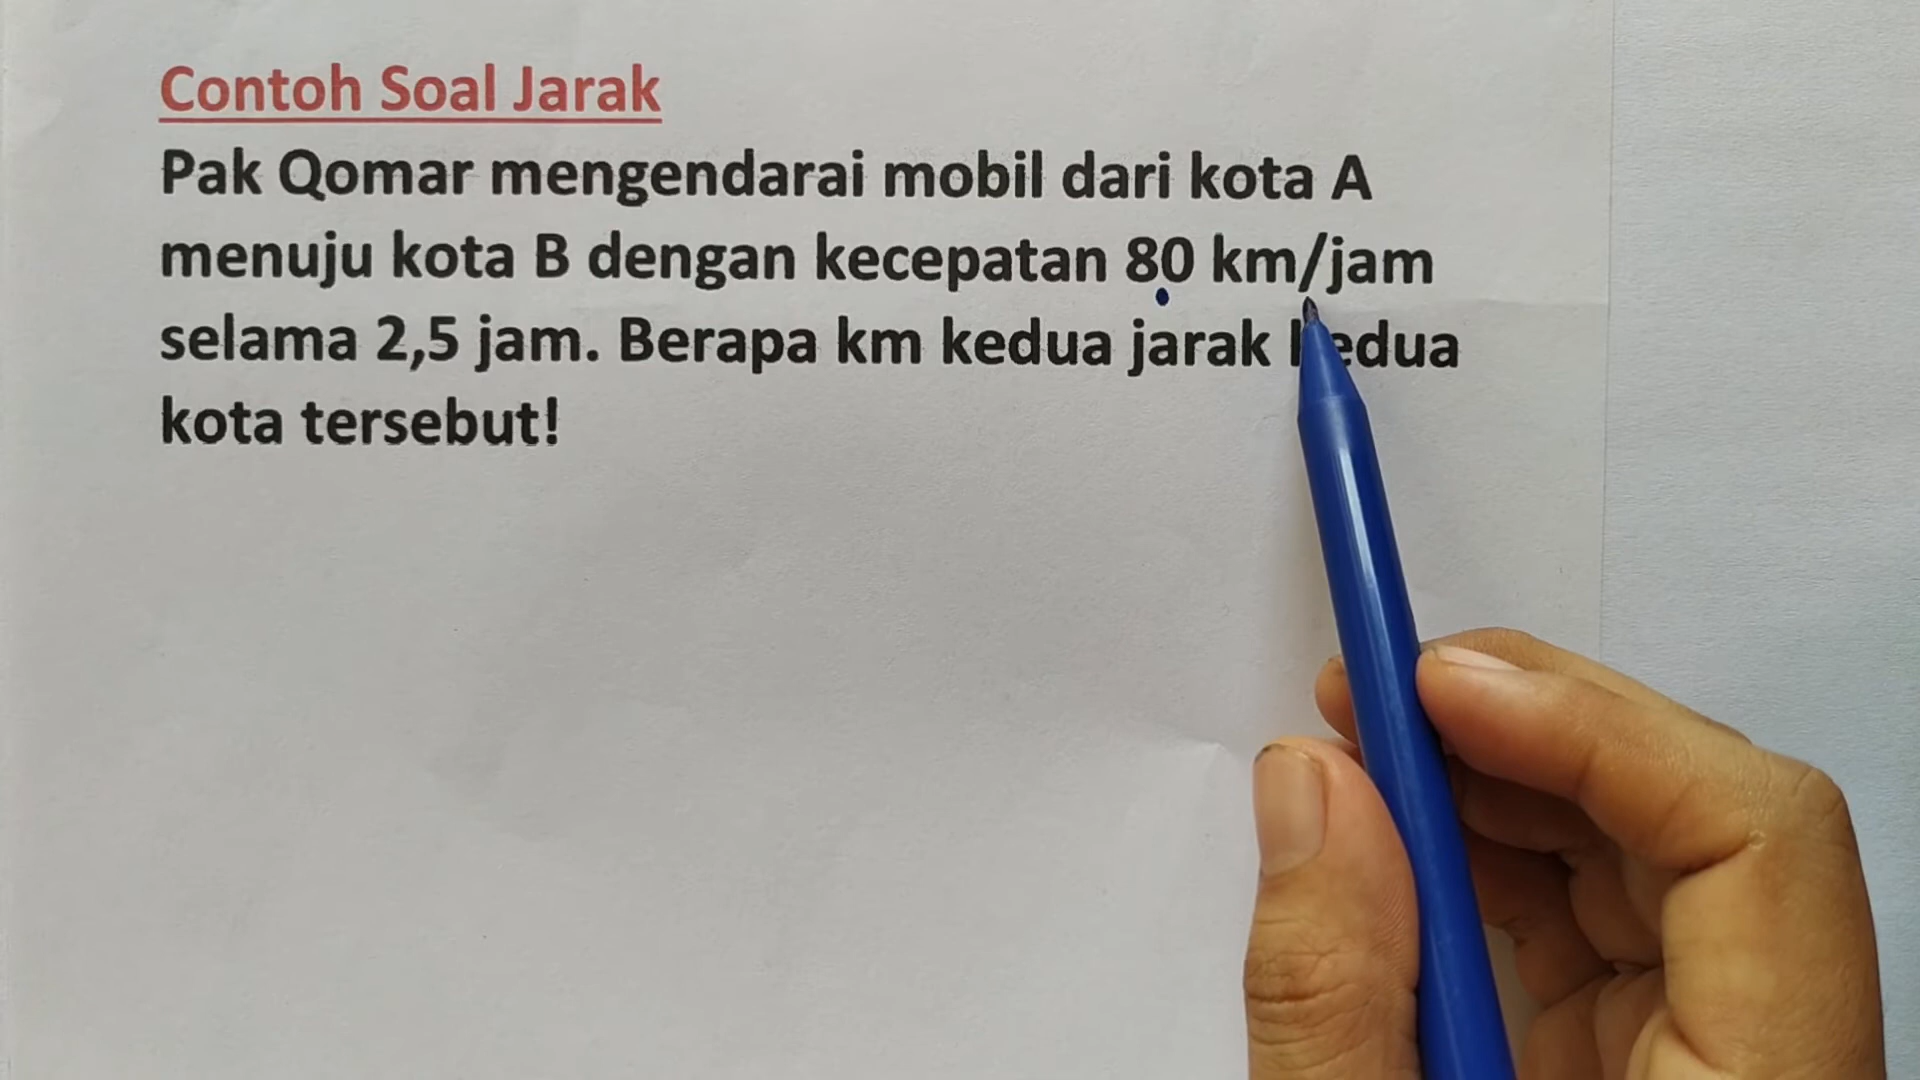 Contoh Soal Jarak
Pak Qomar mengendarai mobil dari kota A
menuju kota B dengan kecepatan 80 km/jam
selama 2,5 jam. Berapa km kedua jarak kedua
kota tersebut!